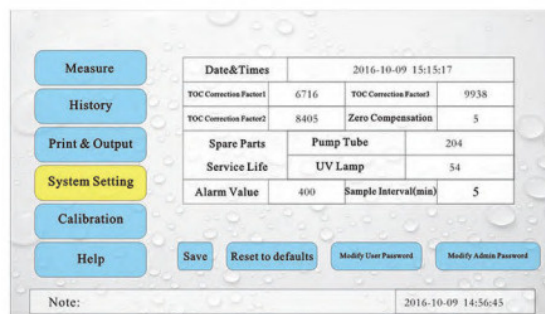 Measure
History
Print & Output
System Setting
Calibration
Help
Date&Times 2016-10-09 15:15:17
TOC Correction Factor1 6716 TOC Correction Factor3 9938
TOC Correction Factor2 8405 Zero Compensation 5
Spare Parts Pump Tube 204
Service Life UV Lamp 54
Alarm Value 400 Sample Interval(min) 5
Save Reset to defaults Modify User Password Modify Admin Password
Note: 2016-10-09 14:56:45